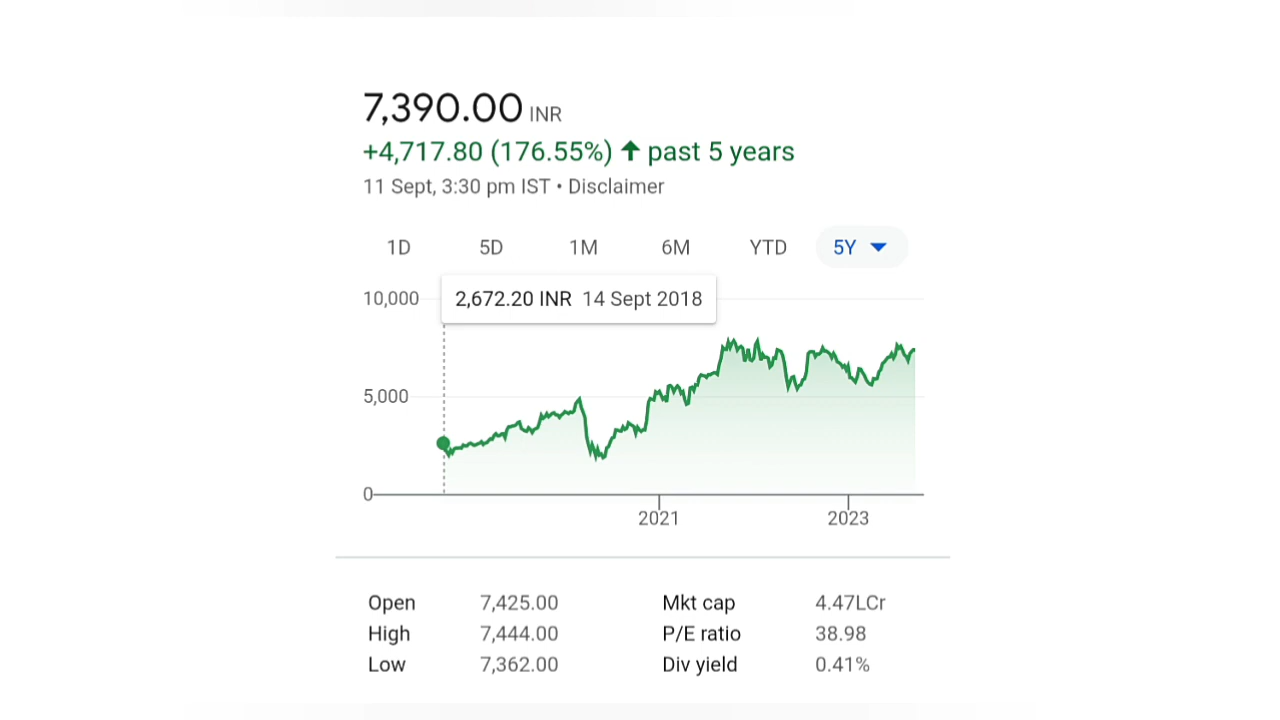 7,390.00 INR
+4,717.80 (176.55%) ↑ past 5 years
11 Sept, 3:30 pm IST • Disclaimer
1D 5D 1M 6M YTD 5Y
2,672.20 INR 14 Sept 2018
10,000
5,000
0
2021 2023
Open 7,425.00 Mkt cap 4.47LCr
High 7,444.00 P/E ratio 38.98
Low 7,362.00 Div yield 0.41%